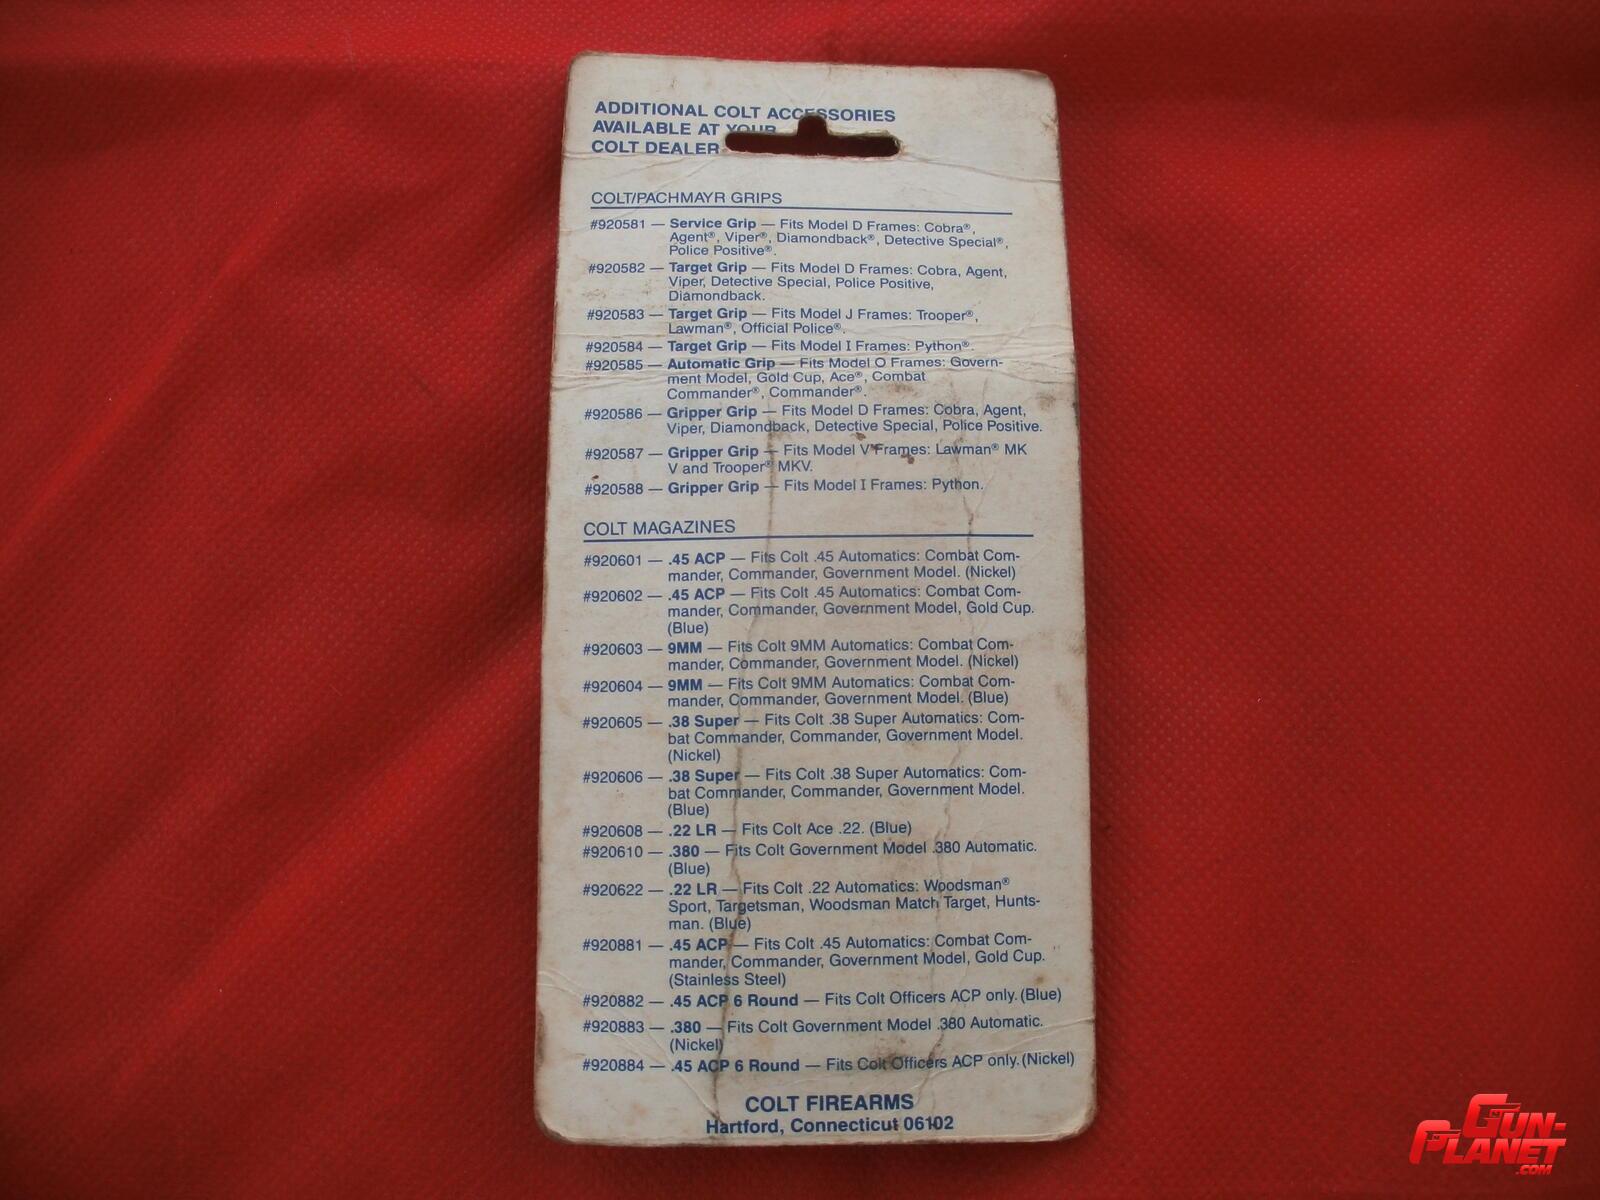 ADDITIONAL COLT ACCESSORIES
AVAILABLE AT YOUR
COLT DEALER
COLT/PACHMAYR GRIPS
#920581 — Service Grip — Fits Model D Frames: Cobra®,
Agent®, Viper®, Diamondback®, Detective Special®,
Police Positive®.
#920582 — Target Grip — Fits Model D Frames: Cobra, Agent,
Viper, Detective Special, Police Positive,
Diamondback.
#920583 — Target Grip — Fits Model J Frames: Trooper®,
Lawman®, Official Police®.
#920584 — Target Grip — Fits Model I Frames: Python®.
#920585 — Automatic Grip — Fits Model O Frames: Govern-
ment Model, Gold Cup, Ace®, Combat
Commander®, Commander®.
#920586 — Gripper Grip — Fits Model D Frames: Cobra, Agent,
Viper, Diamondback, Detective Special, Police Positive.
#920587 — Gripper Grip — Fits Model V Frames: Lawman® MK
V and Trooper® MKV.
#920588 — Gripper Grip — Fits Model I Frames: Python.
COLT MAGAZINES
#920601 — .45 ACP — Fits Colt .45 Automatics: Combat Com-
mander, Commander, Government Model. (Nickel)
#920602 — .45 ACP — Fits Colt .45 Automatics: Combat Com-
mander, Commander, Government Model, Gold Cup.
(Blue)
#920603 — 9MM — Fits Colt 9MM Automatics: Combat Com-
mander, Commander, Government Model. (Nickel)
#920604 — 9MM — Fits Colt 9MM Automatics: Combat Com-
mander, Commander, Government Model. (Blue)
#920605 — .38 Super — Fits Colt .38 Super Automatics: Com-
bat Commander, Commander, Government Model.
(Nickel)
#920606 — .38 Super — Fits Colt .38 Super Automatics: Com-
bat Commander, Commander, Government Model.
(Blue)
#920608 — .22 LR — Fits Colt Ace .22. (Blue)
#920610 — .380 — Fits Colt Government Model .380 Automatic.
(Blue)
#920622 — .22 LR — Fits Colt .22 Automatics: Woodsman®
Sport, Targetsman, Woodsman Match Target, Hunts-
man. (Blue)
#920881 — .45 ACP — Fits Colt .45 Automatics: Combat Com-
mander, Commander, Government Model, Gold Cup.
(Stainless Steel)
#920882 — .45 ACP 6 Round — Fits Colt Officers ACP only. (Blue)
#920883 — .380 — Fits Colt Government Model .380 Automatic.
(Nickel)
#920884 — .45 ACP 6 Round — Fits Colt Officers ACP only. (Nickel)
COLT FIREARMS
Hartford, Connecticut 06102
GUN-
PLANET
.COM